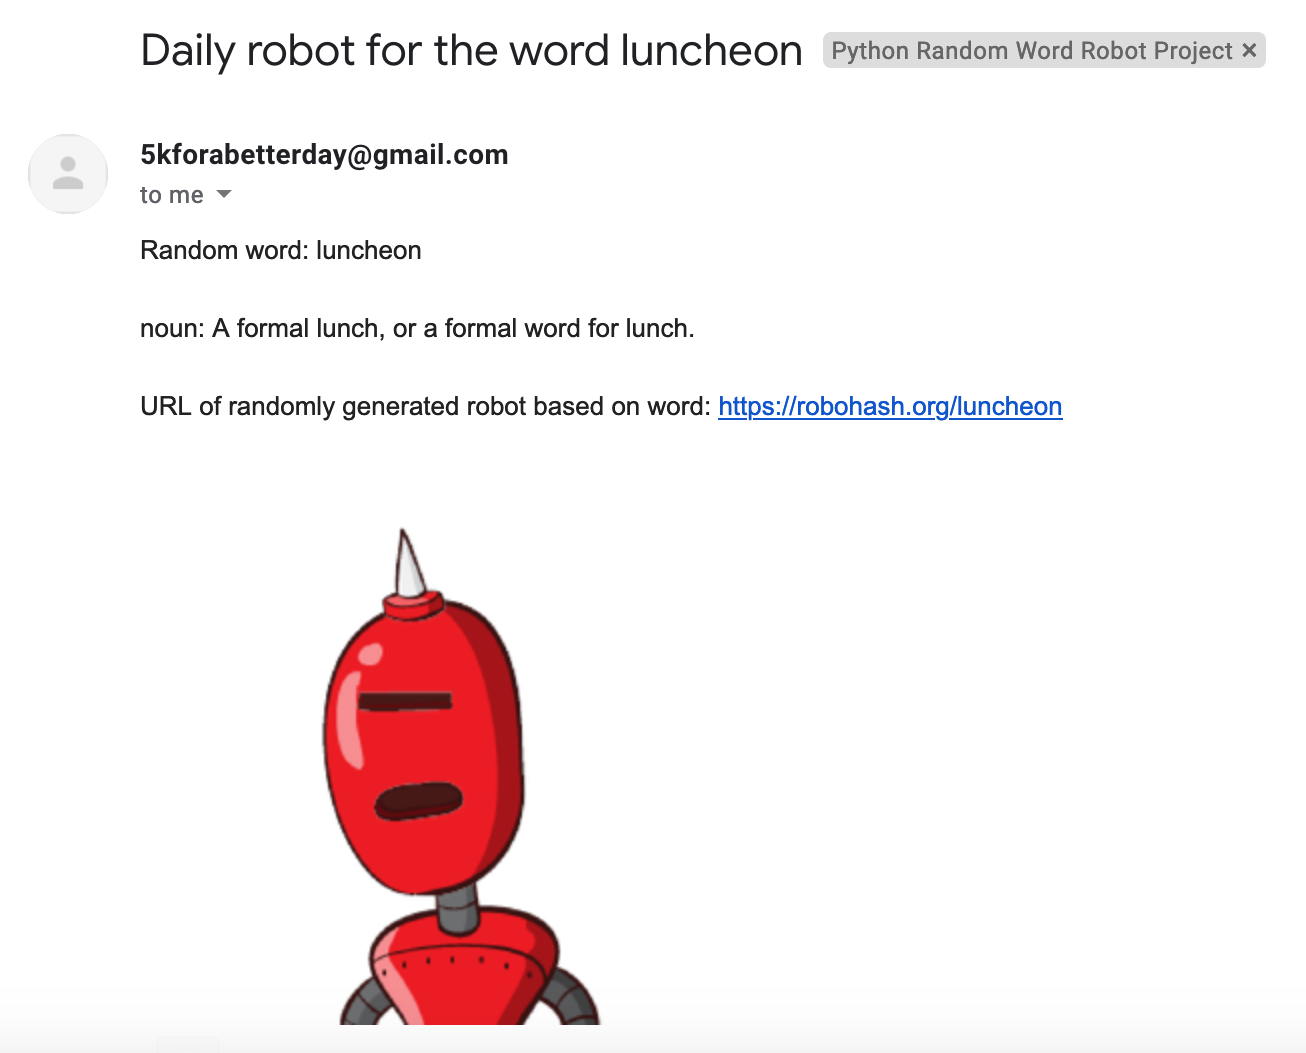 Daily robot for the word luncheon Python Random Word Robot Project ×
5kforabetterday@gmail.com
to me
Random word: luncheon
noun: A formal lunch, or a formal word for lunch.
URL of randomly generated robot based on word: https://robohash.org/luncheon